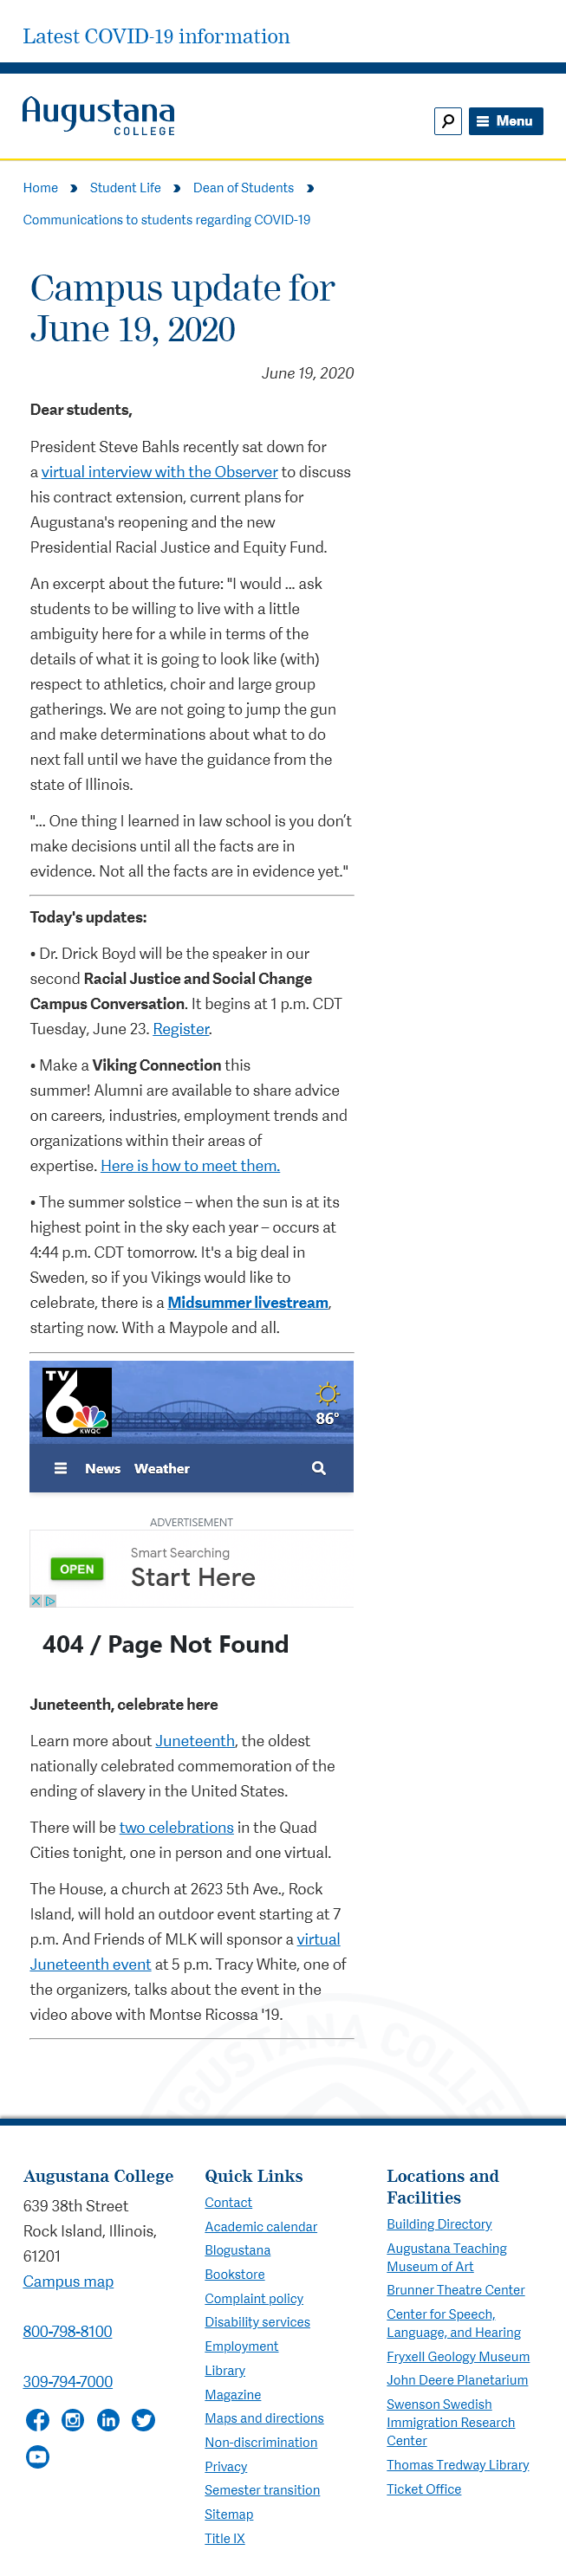 Latest COVID-19 information
Augustana
COLLEGE
Menu
Home Student Life Dean of Students
Communications to students regarding COVID-19
Campus update for
June 19, 2020
June 19, 2020
Dear students,
President Steve Bahls recently sat down for
a virtual interview with the Observer to discuss
his contract extension, current plans for
Augustana's reopening and the new
Presidential Racial Justice and Equity Fund.
An excerpt about the future: "I would ... ask
students to be willing to live with a little
ambiguity here for a while in terms of the
details of what it is going to look like (with)
respect to athletics, choir and large group
gatherings. We are not going to jump the gun
and make determinations about what to do
next fall until we have the guidance from the
state of Illinois.
"... One thing I learned in law school is you don’t
make decisions until all the facts are in
evidence. Not all the facts are in evidence yet."
Today's updates:
• Dr. Drick Boyd will be the speaker in our
second Racial Justice and Social Change
Campus Conversation. It begins at 1 p.m. CDT
Tuesday, June 23. Register.
• Make a Viking Connection this
summer! Alumni are available to share advice
on careers, industries, employment trends and
organizations within their areas of
expertise. Here is how to meet them.
• The summer solstice – when the sun is at its
highest point in the sky each year – occurs at
4:44 p.m. CDT tomorrow. It's a big deal in
Sweden, so if you Vikings would like to
celebrate, there is a Midsummer livestream,
starting now. With a Maypole and all.
TV
6
KWQC
86°
News Weather
ADVERTISEMENT
OPEN
Smart Searching
Start Here
404 / Page Not Found
Juneteenth, celebrate here
Learn more about Juneteenth, the oldest
nationally celebrated commemoration of the
ending of slavery in the United States.
There will be two celebrations in the Quad
Cities tonight, one in person and one virtual.
The House, a church at 2623 5th Ave., Rock
Island, will hold an outdoor event starting at 7
p.m. And Friends of MLK will sponsor a virtual
Juneteenth event at 5 p.m. Tracy White, one of
the organizers, talks about the event in the
video above with Montse Ricossa '19.
AUGUSTANA COLLEGE
Augustana College
639 38th Street
Rock Island, Illinois,
61201
Campus map
800-798-8100
309-794-7000
Quick Links
Contact
Academic calendar
Blogustana
Bookstore
Complaint policy
Disability services
Employment
Library
Magazine
Maps and directions
Non-discrimination
Privacy
Semester transition
Sitemap
Title IX
Locations and
Facilities
Building Directory
Augustana Teaching
Museum of Art
Brunner Theatre Center
Center for Speech,
Language, and Hearing
Fryxell Geology Museum
John Deere Planetarium
Swenson Swedish
Immigration Research
Center
Thomas Tredway Library
Ticket Office